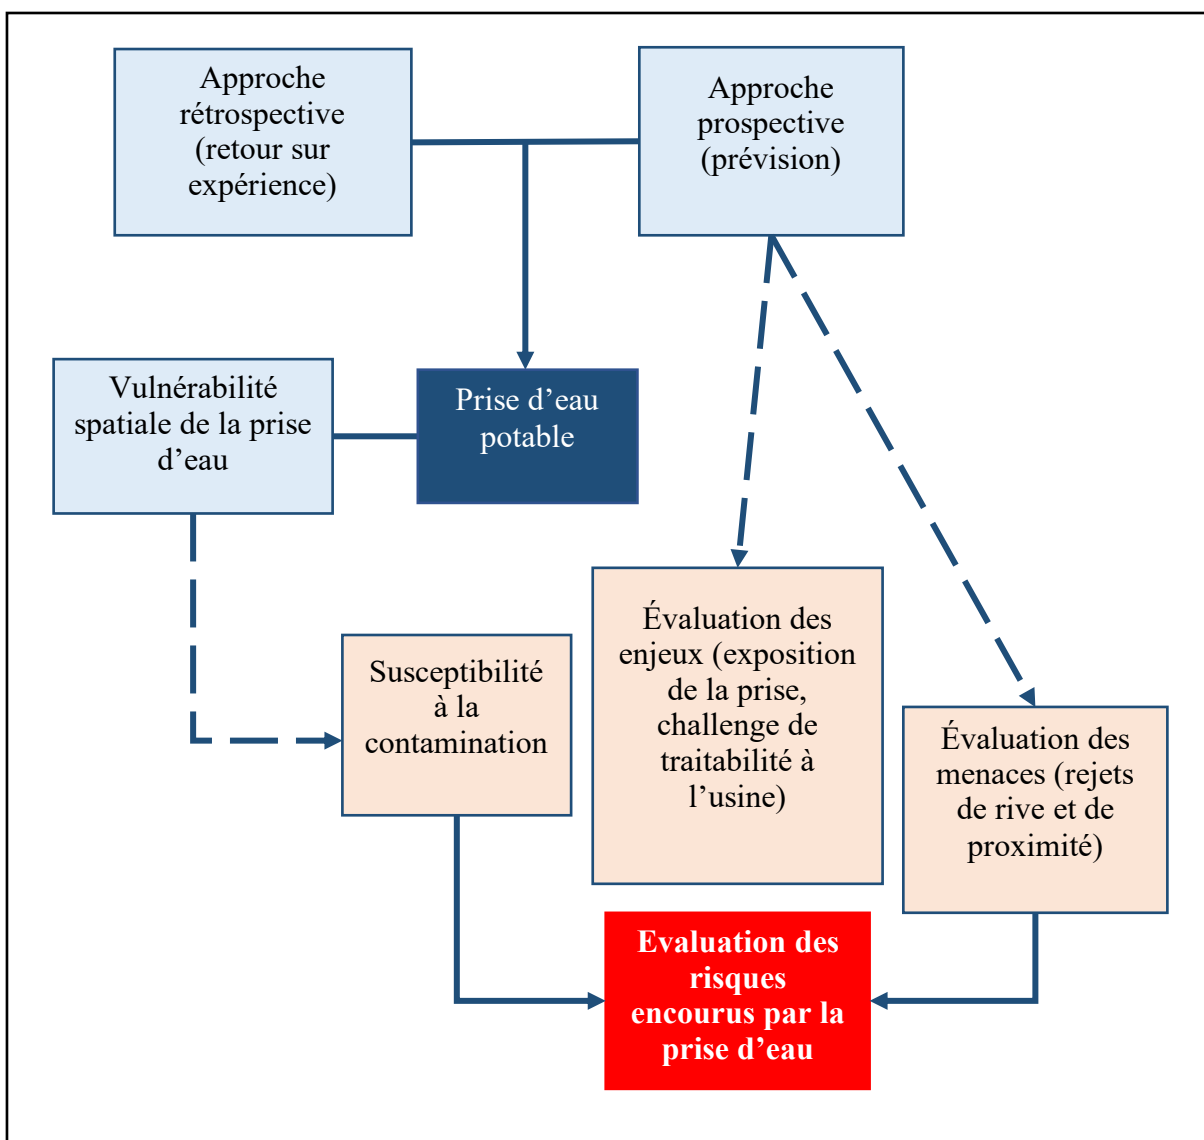 Approche
rétrospective
(retour sur
expérience)
Approche
prospective
(prévision)
Vulnérabilité
spatiale de la prise
d’eau
Prise d’eau
potable
Susceptibilité
à la
contamination
Évaluation des
enjeux (exposition
de la prise,
challenge de
traitabilité à
l’usine)
Évaluation des
menaces (rejets
de rive et de
proximité)
Evaluation des
risques
encourus par la
prise d’eau